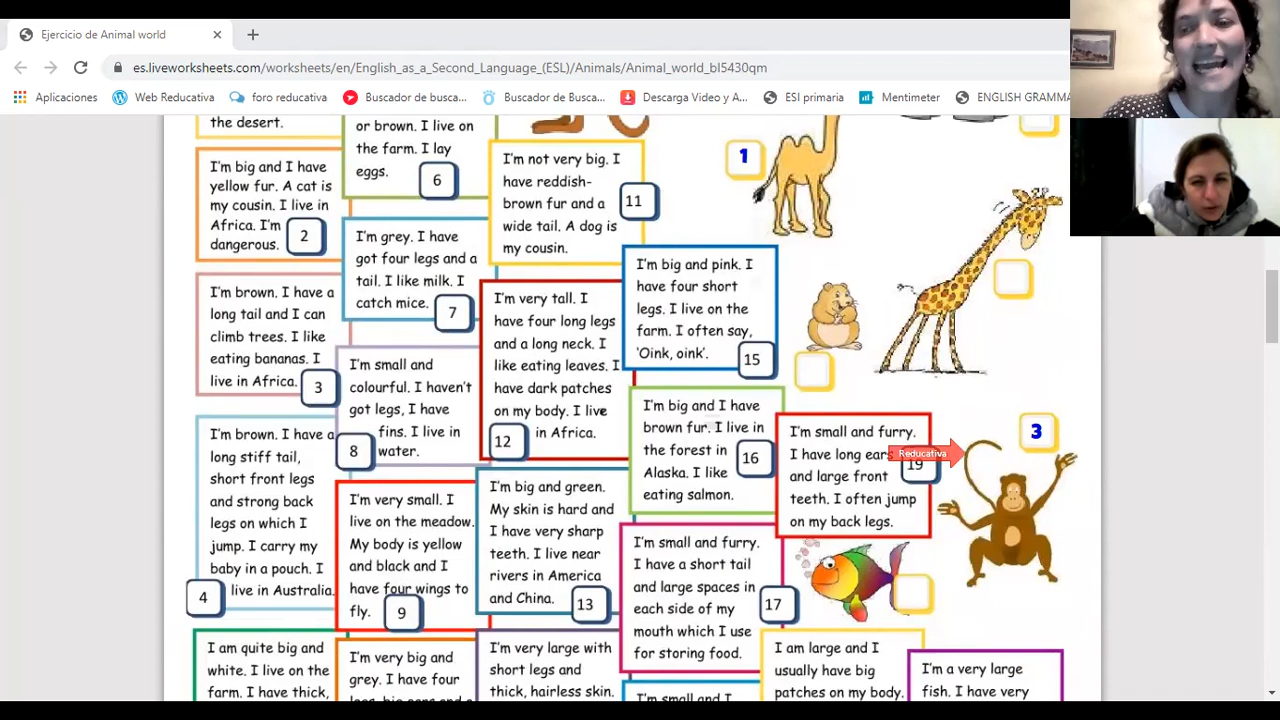 Ejercicio de Animal world
es.liveworksheets.com/worksheets/en/English_as_a_Second_Language_(ESL)/Animals/Animal_world_bl5430qm
Aplicaciones
Web Reducativa
foro reducativa
Buscador de busca...
Buscador de Busca...
Descarga Video y A...
ESI primaria
Mentimeter
ENGLISH GRAMMA
the desert.
I'm big and I have
yellow fur. A cat is
my cousin. I live in
Africa. I'm
dangerous.
2
I'm brown. I have a
long tail and I can
climb trees. I like
eating bananas. I
live in Africa.
3
I'm brown. I have a
long stiff tail,
short front legs
and strong back
legs on which I
jump. I carry my
baby in a pouch. I
live in Australia.
4
I am quite big and
white. I live on the
farm. I have thick,
or brown. I live on
the farm. I lay
eggs.
6
I'm grey. I have
got four legs and a
tail. I like milk. I
catch mice.
7
I'm small and
colourful. I haven't
got legs, I have
fins. I live in
water.
8
I'm very small. I
live on the meadow.
My body is yellow
and black and I
have four wings to
fly.
9
I'm very big and
grey. I have four
I'm not very big. I
have reddish-
brown fur and a
wide tail. A dog is
my cousin.
11
I'm very tall. I
have four long legs
and a long neck. I
like eating leaves. I
have dark patches
on my body. I live
in Africa.
12
I'm big and green.
My skin is hard and
I have very sharp
teeth. I live near
rivers in America
and China.
13
I'm very large with
short legs and
thick, hairless skin.
I'm big and pink. I
have four short
legs. I live on the
farm. I often say,
'Oink, oink'.
15
I'm big and I have
brown fur. I live in
the forest in
Alaska. I like
eating salmon.
16
I'm small and furry.
I have a short tail
and large spaces in
each side of my
mouth which I use
for storing food.
17
I'm small and I
I'm small and furry.
I have long ears
and large front
teeth. I often jump
on my back legs.
19
Reducativa
I am large and I
usually have big
patches on my body.
I'm a very large
fish. I have very
1
3